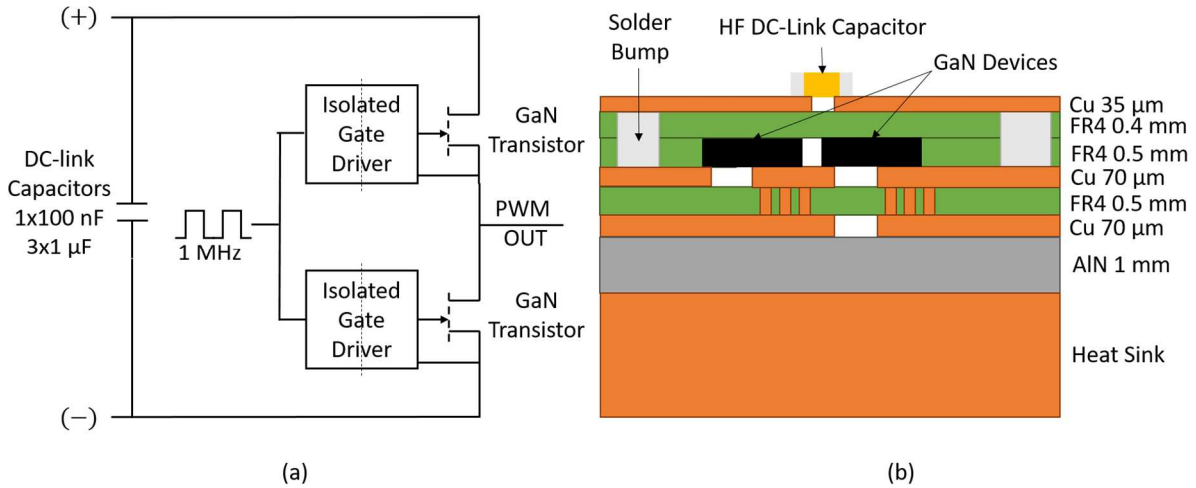 (+)
DC-link
Capacitors
1x100 nF
3x1 µF
1 MHz
Isolated
Gate
Driver
GaN
Transistor
PWM
OUT
Isolated
Gate
Driver
GaN
Transistor
(−)
(a)
Solder
Bump
HF DC-Link Capacitor
GaN Devices
Cu 35 µm
FR4 0.4 mm
FR4 0.5 mm
Cu 70 µm
FR4 0.5 mm
Cu 70 µm
AlN 1 mm
Heat Sink
(b)